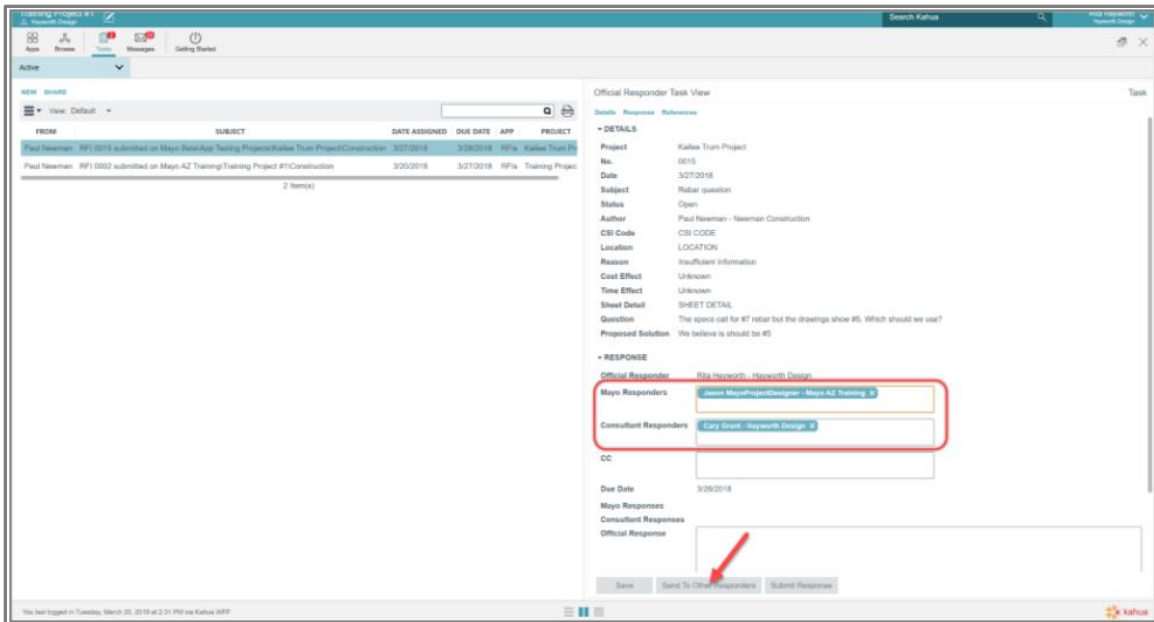 Training Project #1
Hayworth Design
Search Kahua
Rita Hayworth
Hayworth Design
Apps Browse Tasks Messages Getting Started
Active
NEW SHARE
View: Default
FROM SUBJECT DATE ASSIGNED DUE DATE APP PROJECT
Paul Newman RFI 0015 submitted on Mayo Beta\App Testing Projects\Kailee Trum Project\Construction 3/27/2018 3/28/2018 RFIs Kailee Trum Pr
Paul Newman RFI 0002 submitted on Mayo AZ Training\Training Project #1\Construction 3/20/2018 3/27/2018 RFIs Training Projec
2 Item(s)
Official Responder Task View Task
Details Response References
DETAILS
Project Kailee Trum Project
No. 0015
Date 3/27/2018
Subject Rebar question
Status Open
Author Paul Newman - Newman Construction
CSI Code CSI CODE
Location LOCATION
Reason Insufficient Information
Cost Effect Unknown
Time Effect Unknown
Sheet Detail SHEET DETAIL
Question The specs call for #7 rebar but the drawings show #5. Which should we use?
Proposed Solution We believe is should be #5
RESPONSE
Official Responder Rita Hayworth - Hayworth Design
Mayo Responders Jason MayoProjectDesigner - Mayo AZ Training X
Consultant Responders Cary Grant - Hayworth Design X
CC
Due Date 3/28/2018
Mayo Responses
Consultant Responses
Official Response
Save Send To Other Responders Submit Response
You last logged in Tuesday, March 20, 2018 at 2:31 PM via Kahua WPF
kahua